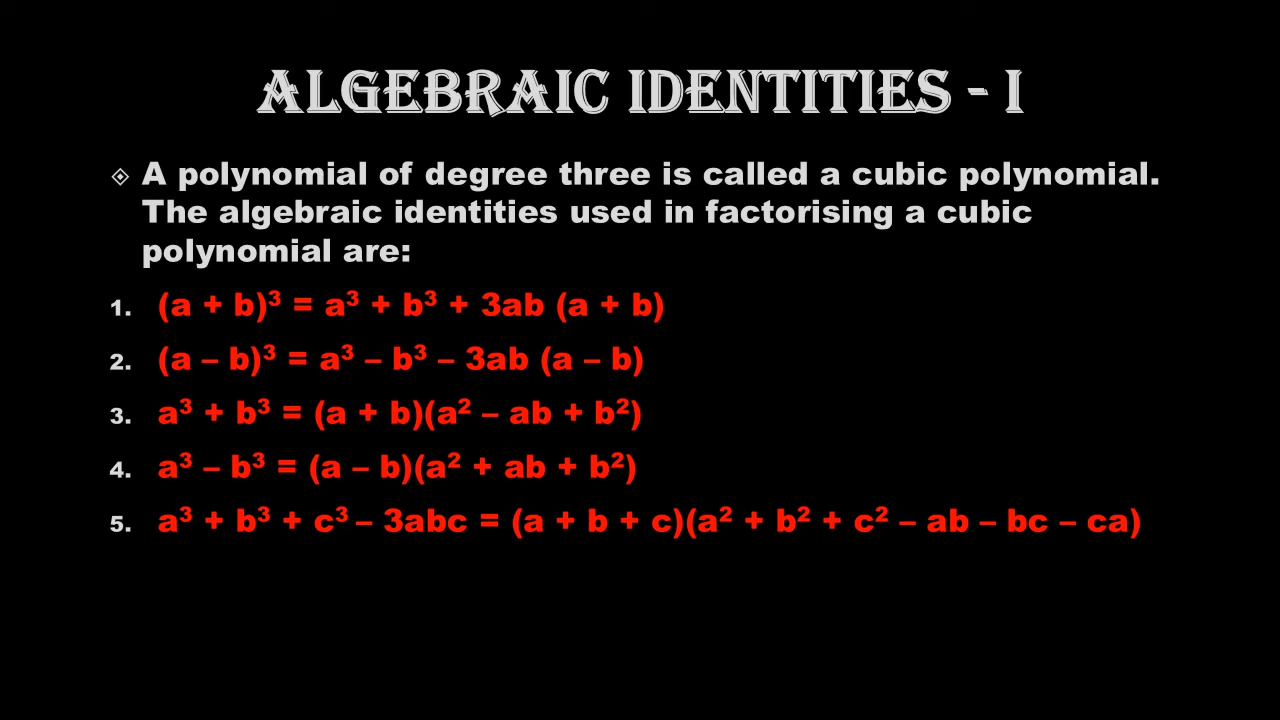 ALGEBRAIC IDENTITIES - I
A polynomial of degree three is called a cubic polynomial.
The algebraic identities used in factorising a cubic
polynomial are:
1. (a + b)³ = a³ + b³ + 3ab (a + b)
2. (a – b)³ = a³ – b³ – 3ab (a – b)
3. a³ + b³ = (a + b)(a² – ab + b²)
4. a³ – b³ = (a – b)(a² + ab + b²)
5. a³ + b³ + c³ – 3abc = (a + b + c)(a² + b² + c² – ab – bc – ca)